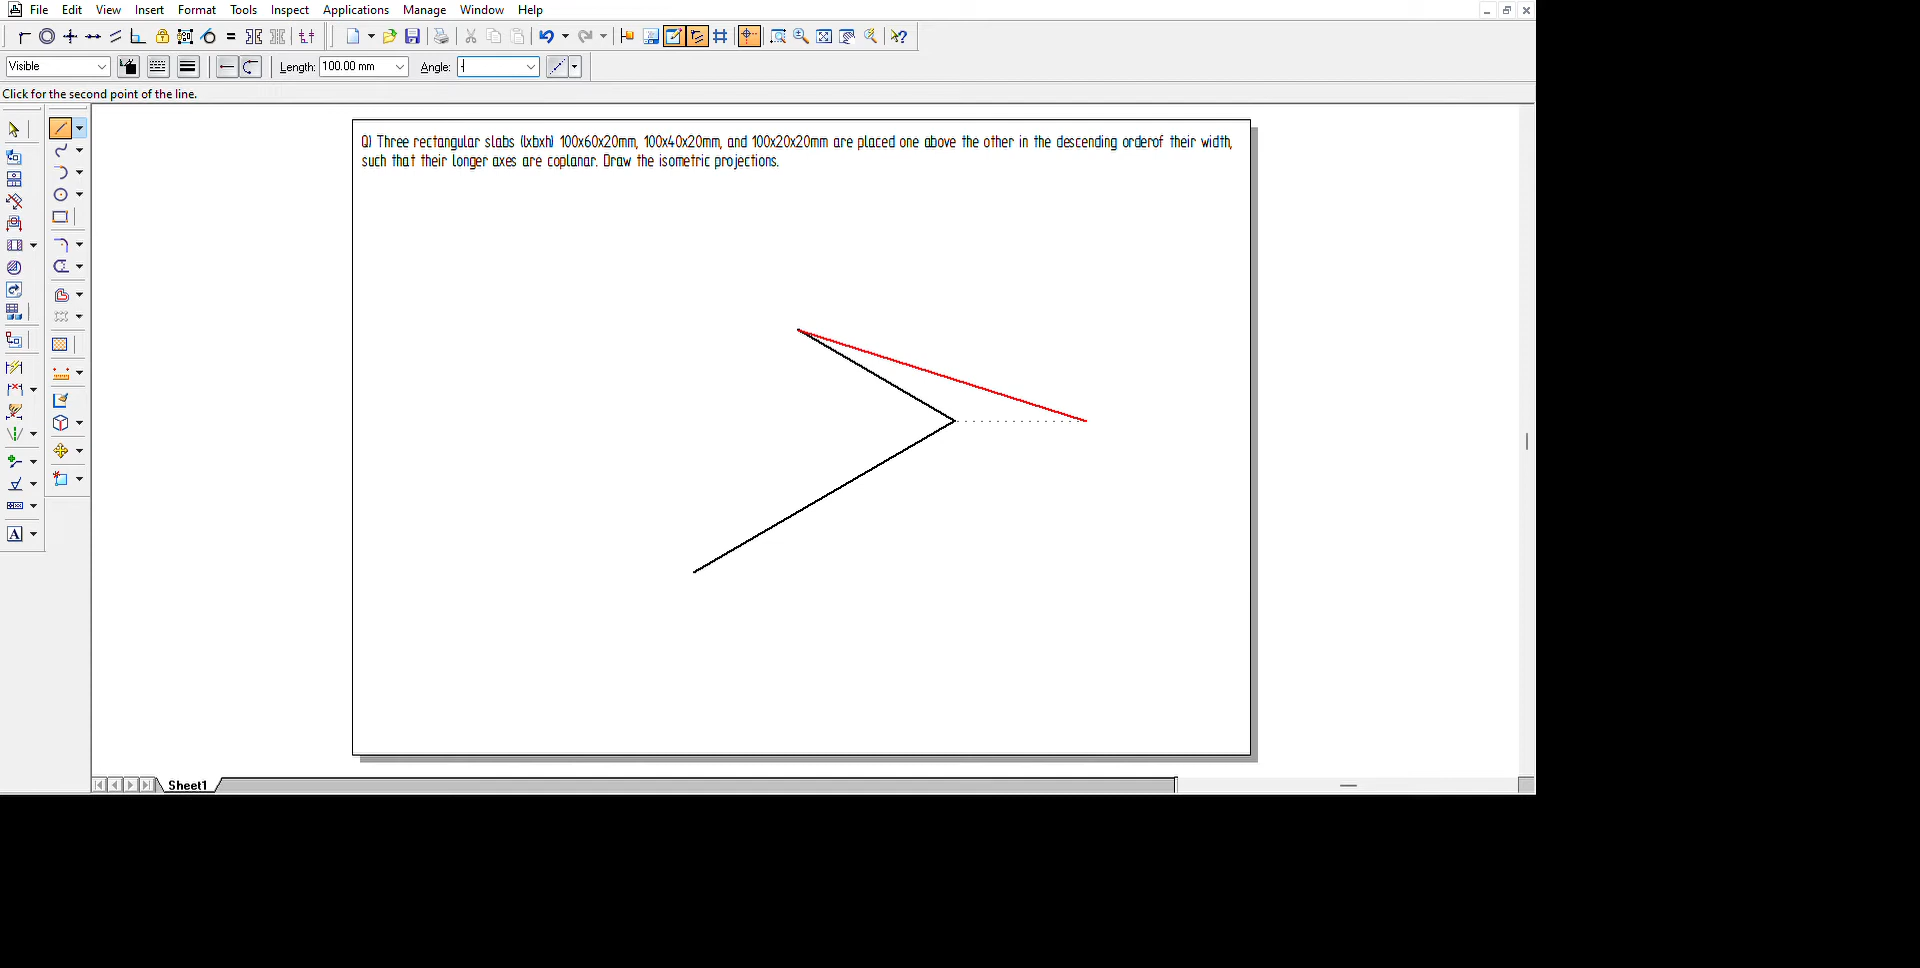 File Edit View Insert Format Tools Inspect Applications Manage Window Help
Visible Length: 100.00 mm Angle: -
Click for the second point of the line.
Q) Three rectangular slabs (lxbxh) 100x60x20mm, 100x40x20mm, and 100x20x20mm are placed one above the other in the descending orderof their width,
such that their longer axes are coplanar. Draw the isometric projections.
A
Sheet1